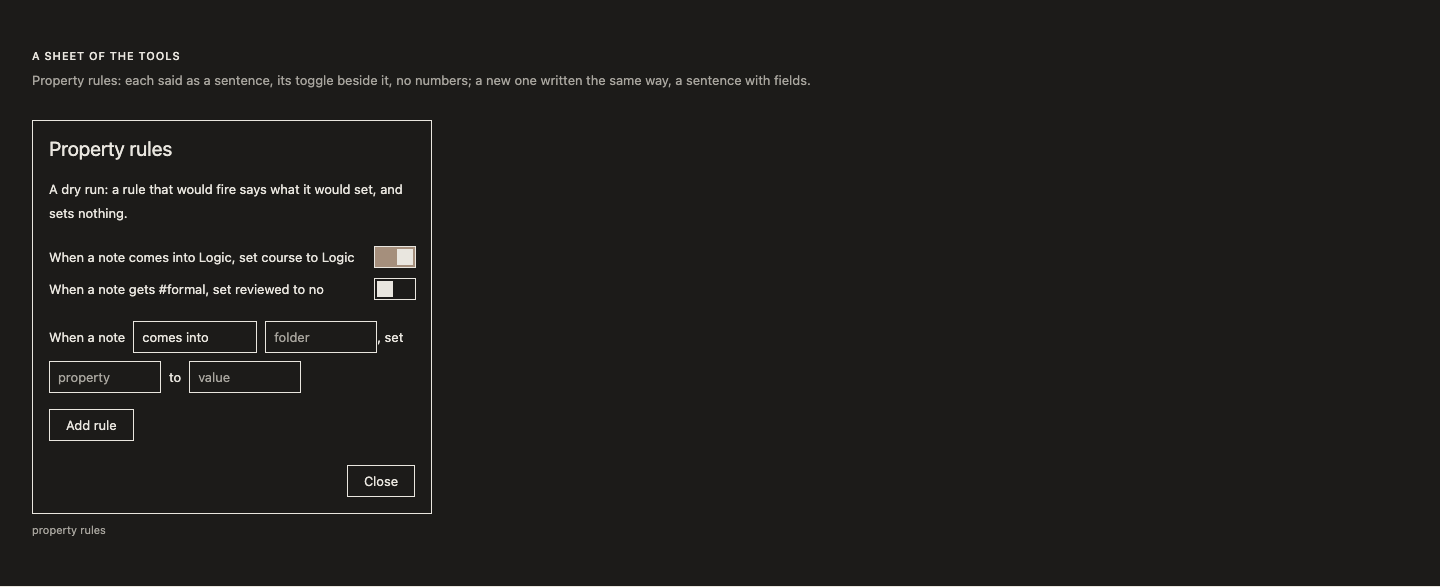 A SHEET OF THE TOOLS
Property rules: each said as a sentence, its toggle beside it, no numbers; a new one written the same way, a sentence with fields.
Property rules
A dry run: a rule that would fire says what it would set, and
sets nothing.
When a note comes into Logic, set course to Logic
When a note gets #formal, set reviewed to no
When a note comes into folder, set
property to value
Add rule
Close
property rules